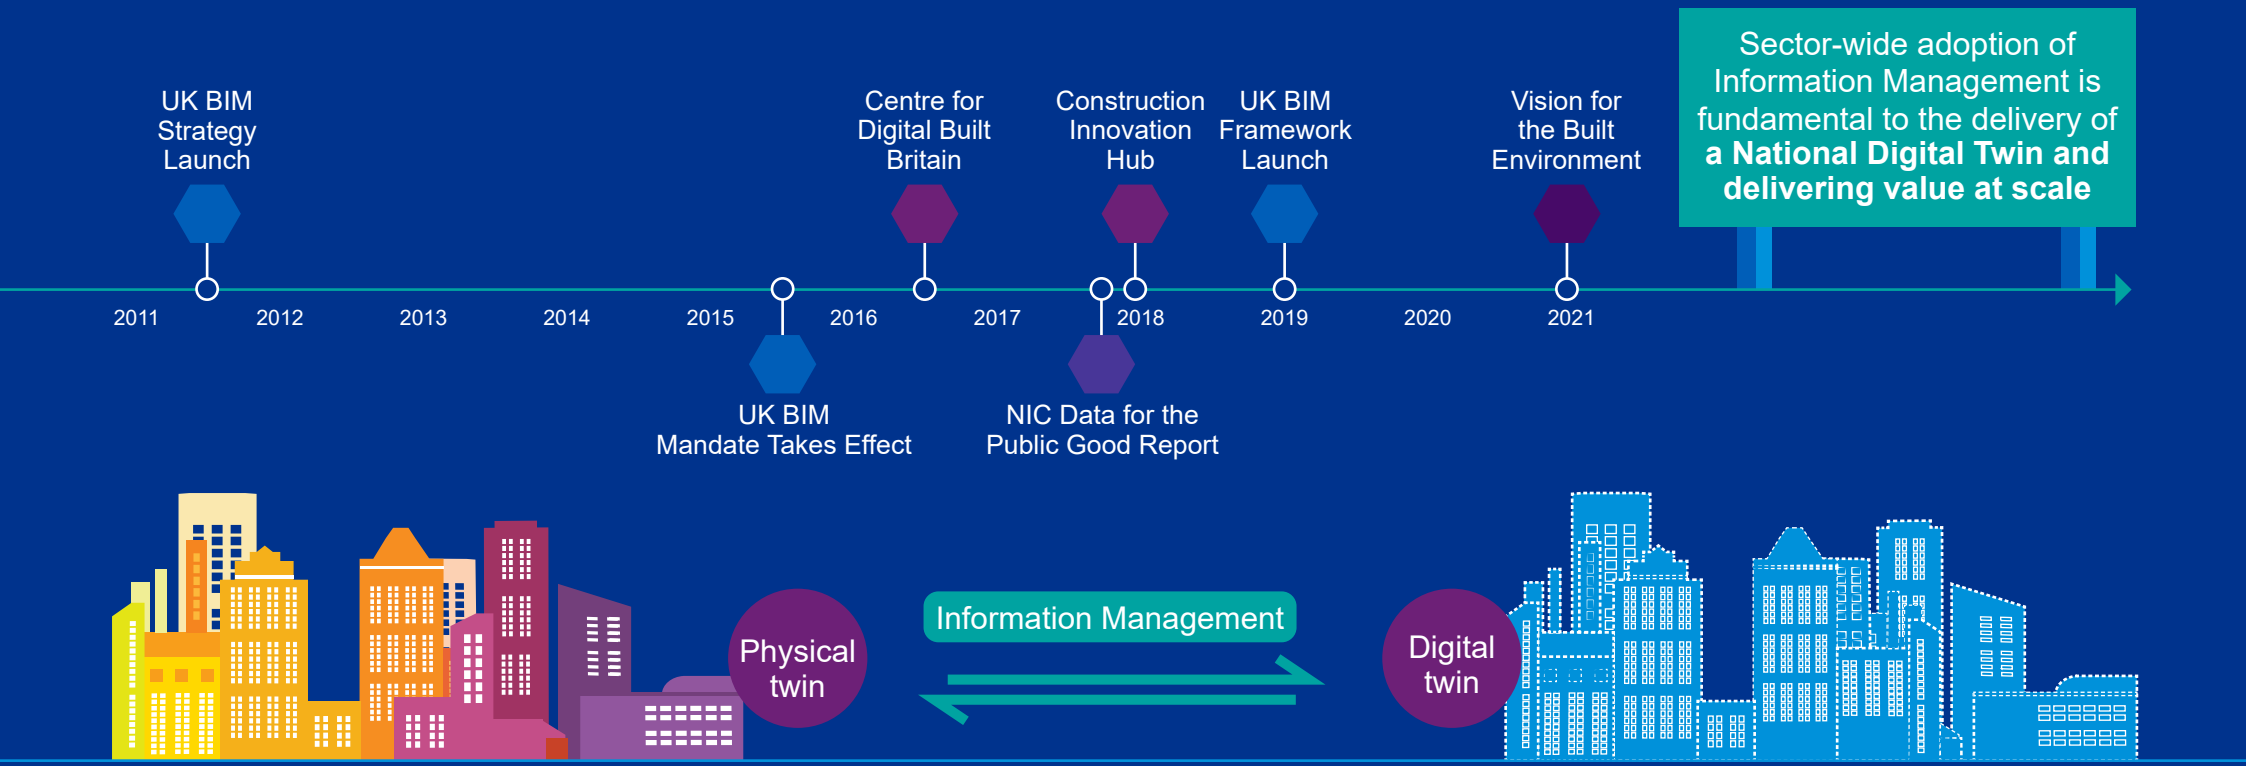 UK BIM
Strategy
Launch
Centre for
Digital Built
Britain
Construction
Innovation
Hub
UK BIM
Framework
Launch
Vision for
the Built
Environment
Sector-wide adoption of
Information Management is
fundamental to the delivery of
a National Digital Twin and
delivering value at scale
2011
2012
2013
2014
2015
2016
2017
2018
2019
2020
2021
UK BIM
Mandate Takes Effect
NIC Data for the
Public Good Report
Physical
twin
Information Management
Digital
twin